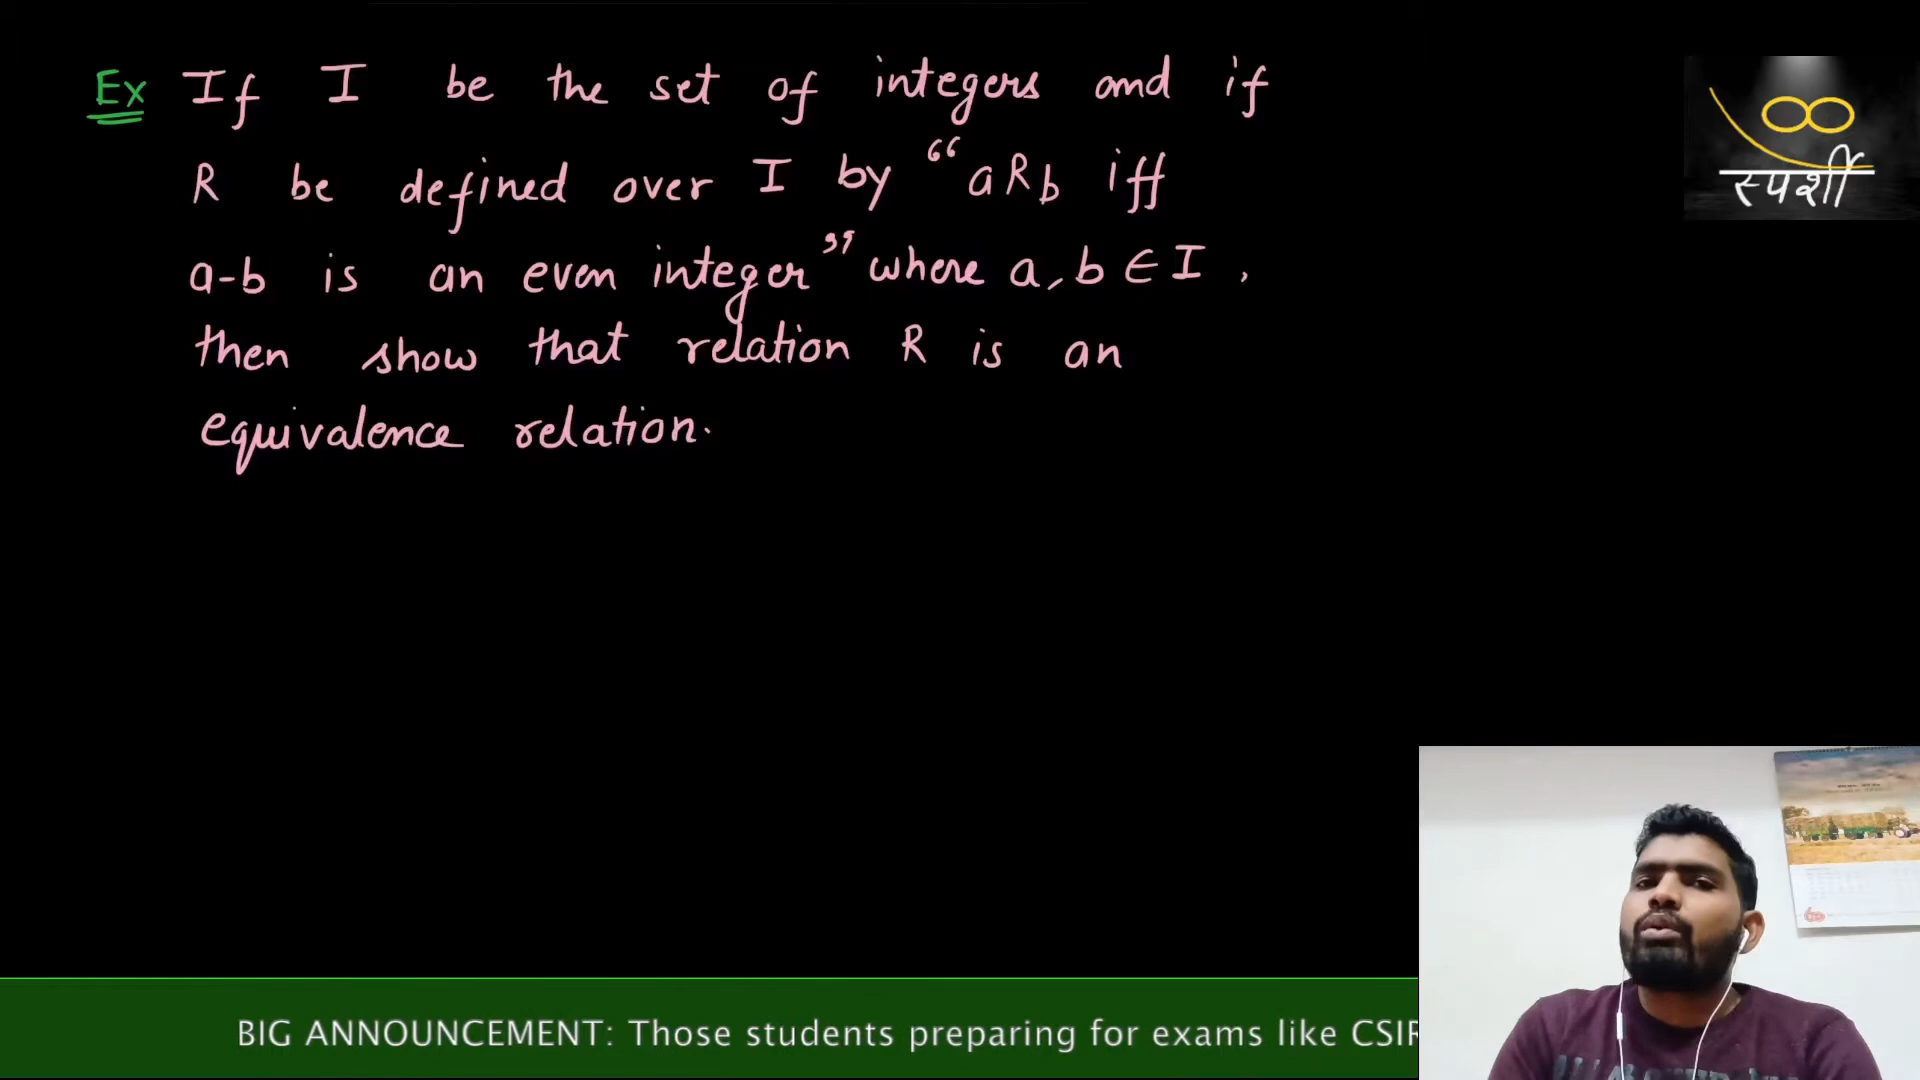 Ex If I be the set of integers and if
R be defined over I by “aRb iff
a-b is an even integer” where a, b ∈ I,
then show that relation R is an
equivalence relation.
स्पर्शी
BIG ANNOUNCEMENT: Those students preparing for exams like CSIR